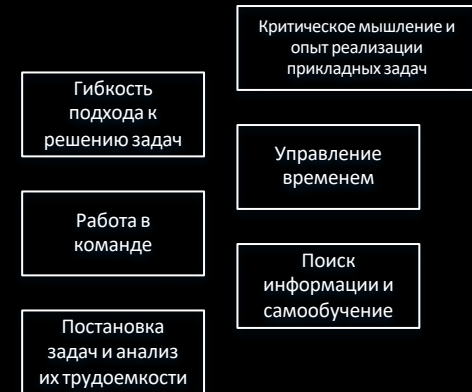 Критическое мышление и
опыт реализации
прикладных задач
Гибкость
подхода к
решению задач
Управление
временем
Работа в
команде
Поиск
информации и
самообучение
Постановка
задач и анализ
их трудоемкости